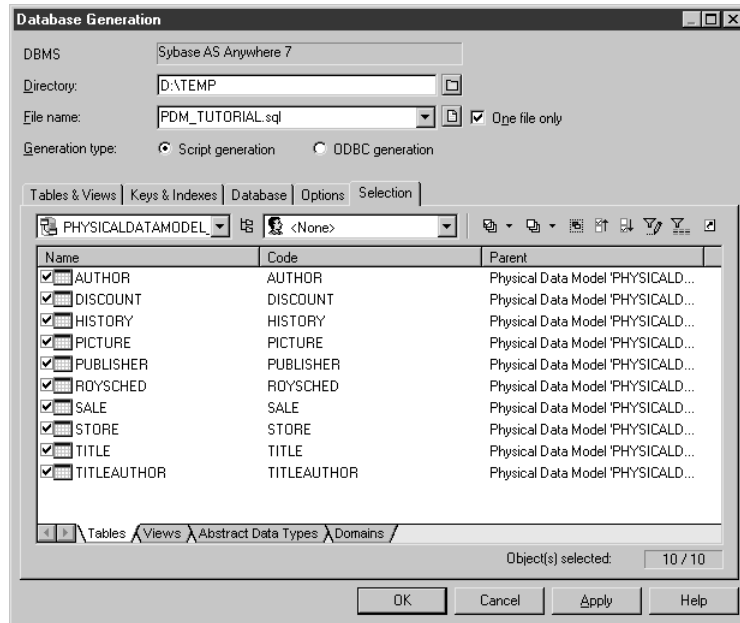 Database Generation
DBMS Sybase AS Anywhere 7
Directory: D:\TEMP
File name: PDM_TUTORIAL.sql One file only
Generation type: Script generation ODBC generation
Tables & Views Keys & Indexes Database Options Selection
PHYSICALDATAMODEL_ <None>
Name Code Parent
AUTHOR AUTHOR Physical Data Model 'PHYSICALD...
DISCOUNT DISCOUNT Physical Data Model 'PHYSICALD...
HISTORY HISTORY Physical Data Model 'PHYSICALD...
PICTURE PICTURE Physical Data Model 'PHYSICALD...
PUBLISHER PUBLISHER Physical Data Model 'PHYSICALD...
ROYSCHED ROYSCHED Physical Data Model 'PHYSICALD...
SALE SALE Physical Data Model 'PHYSICALD...
STORE STORE Physical Data Model 'PHYSICALD...
TITLE TITLE Physical Data Model 'PHYSICALD...
TITLEAUTHOR TITLEAUTHOR Physical Data Model 'PHYSICALD...
Tables Views Abstract Data Types Domains
Object(s) selected: 10 / 10
OK Cancel Apply Help